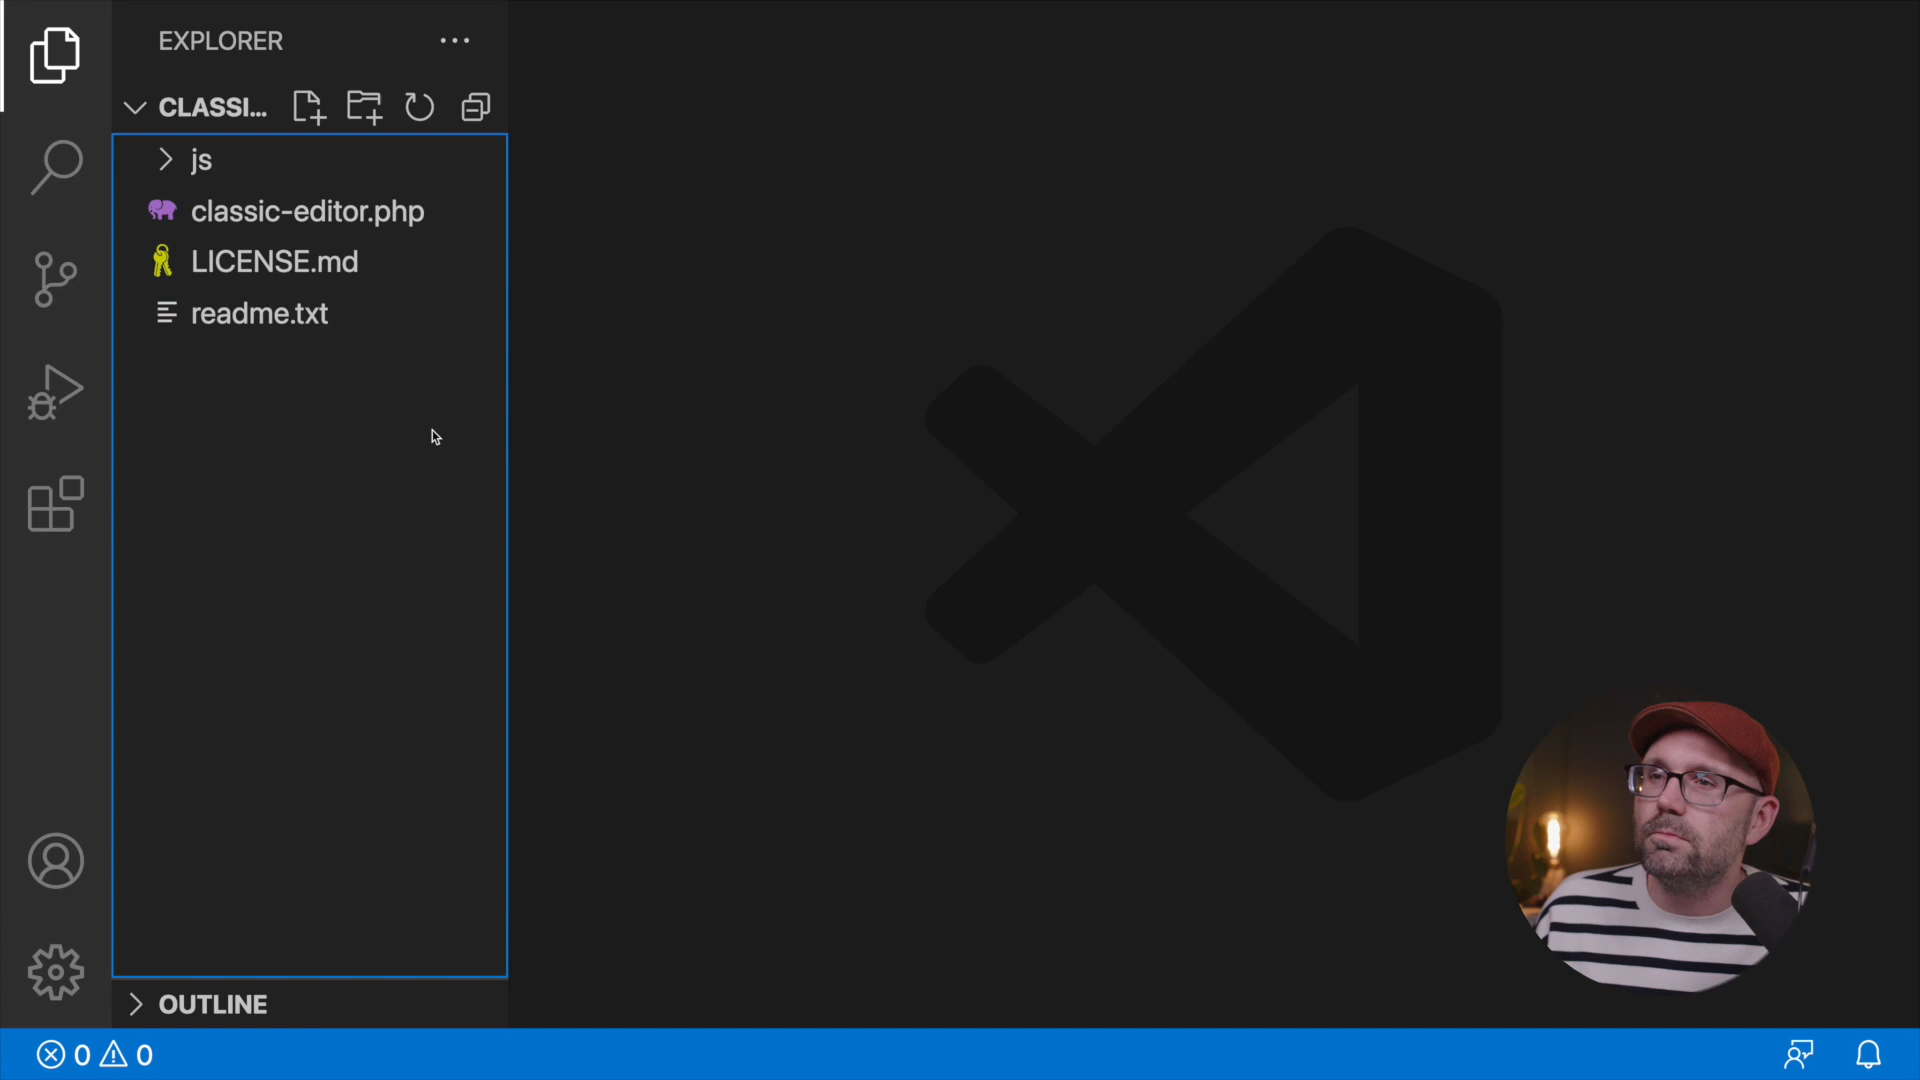 EXPLORER
CLASSI...
js
classic-editor.php
LICENSE.md
readme.txt
OUTLINE
0 0